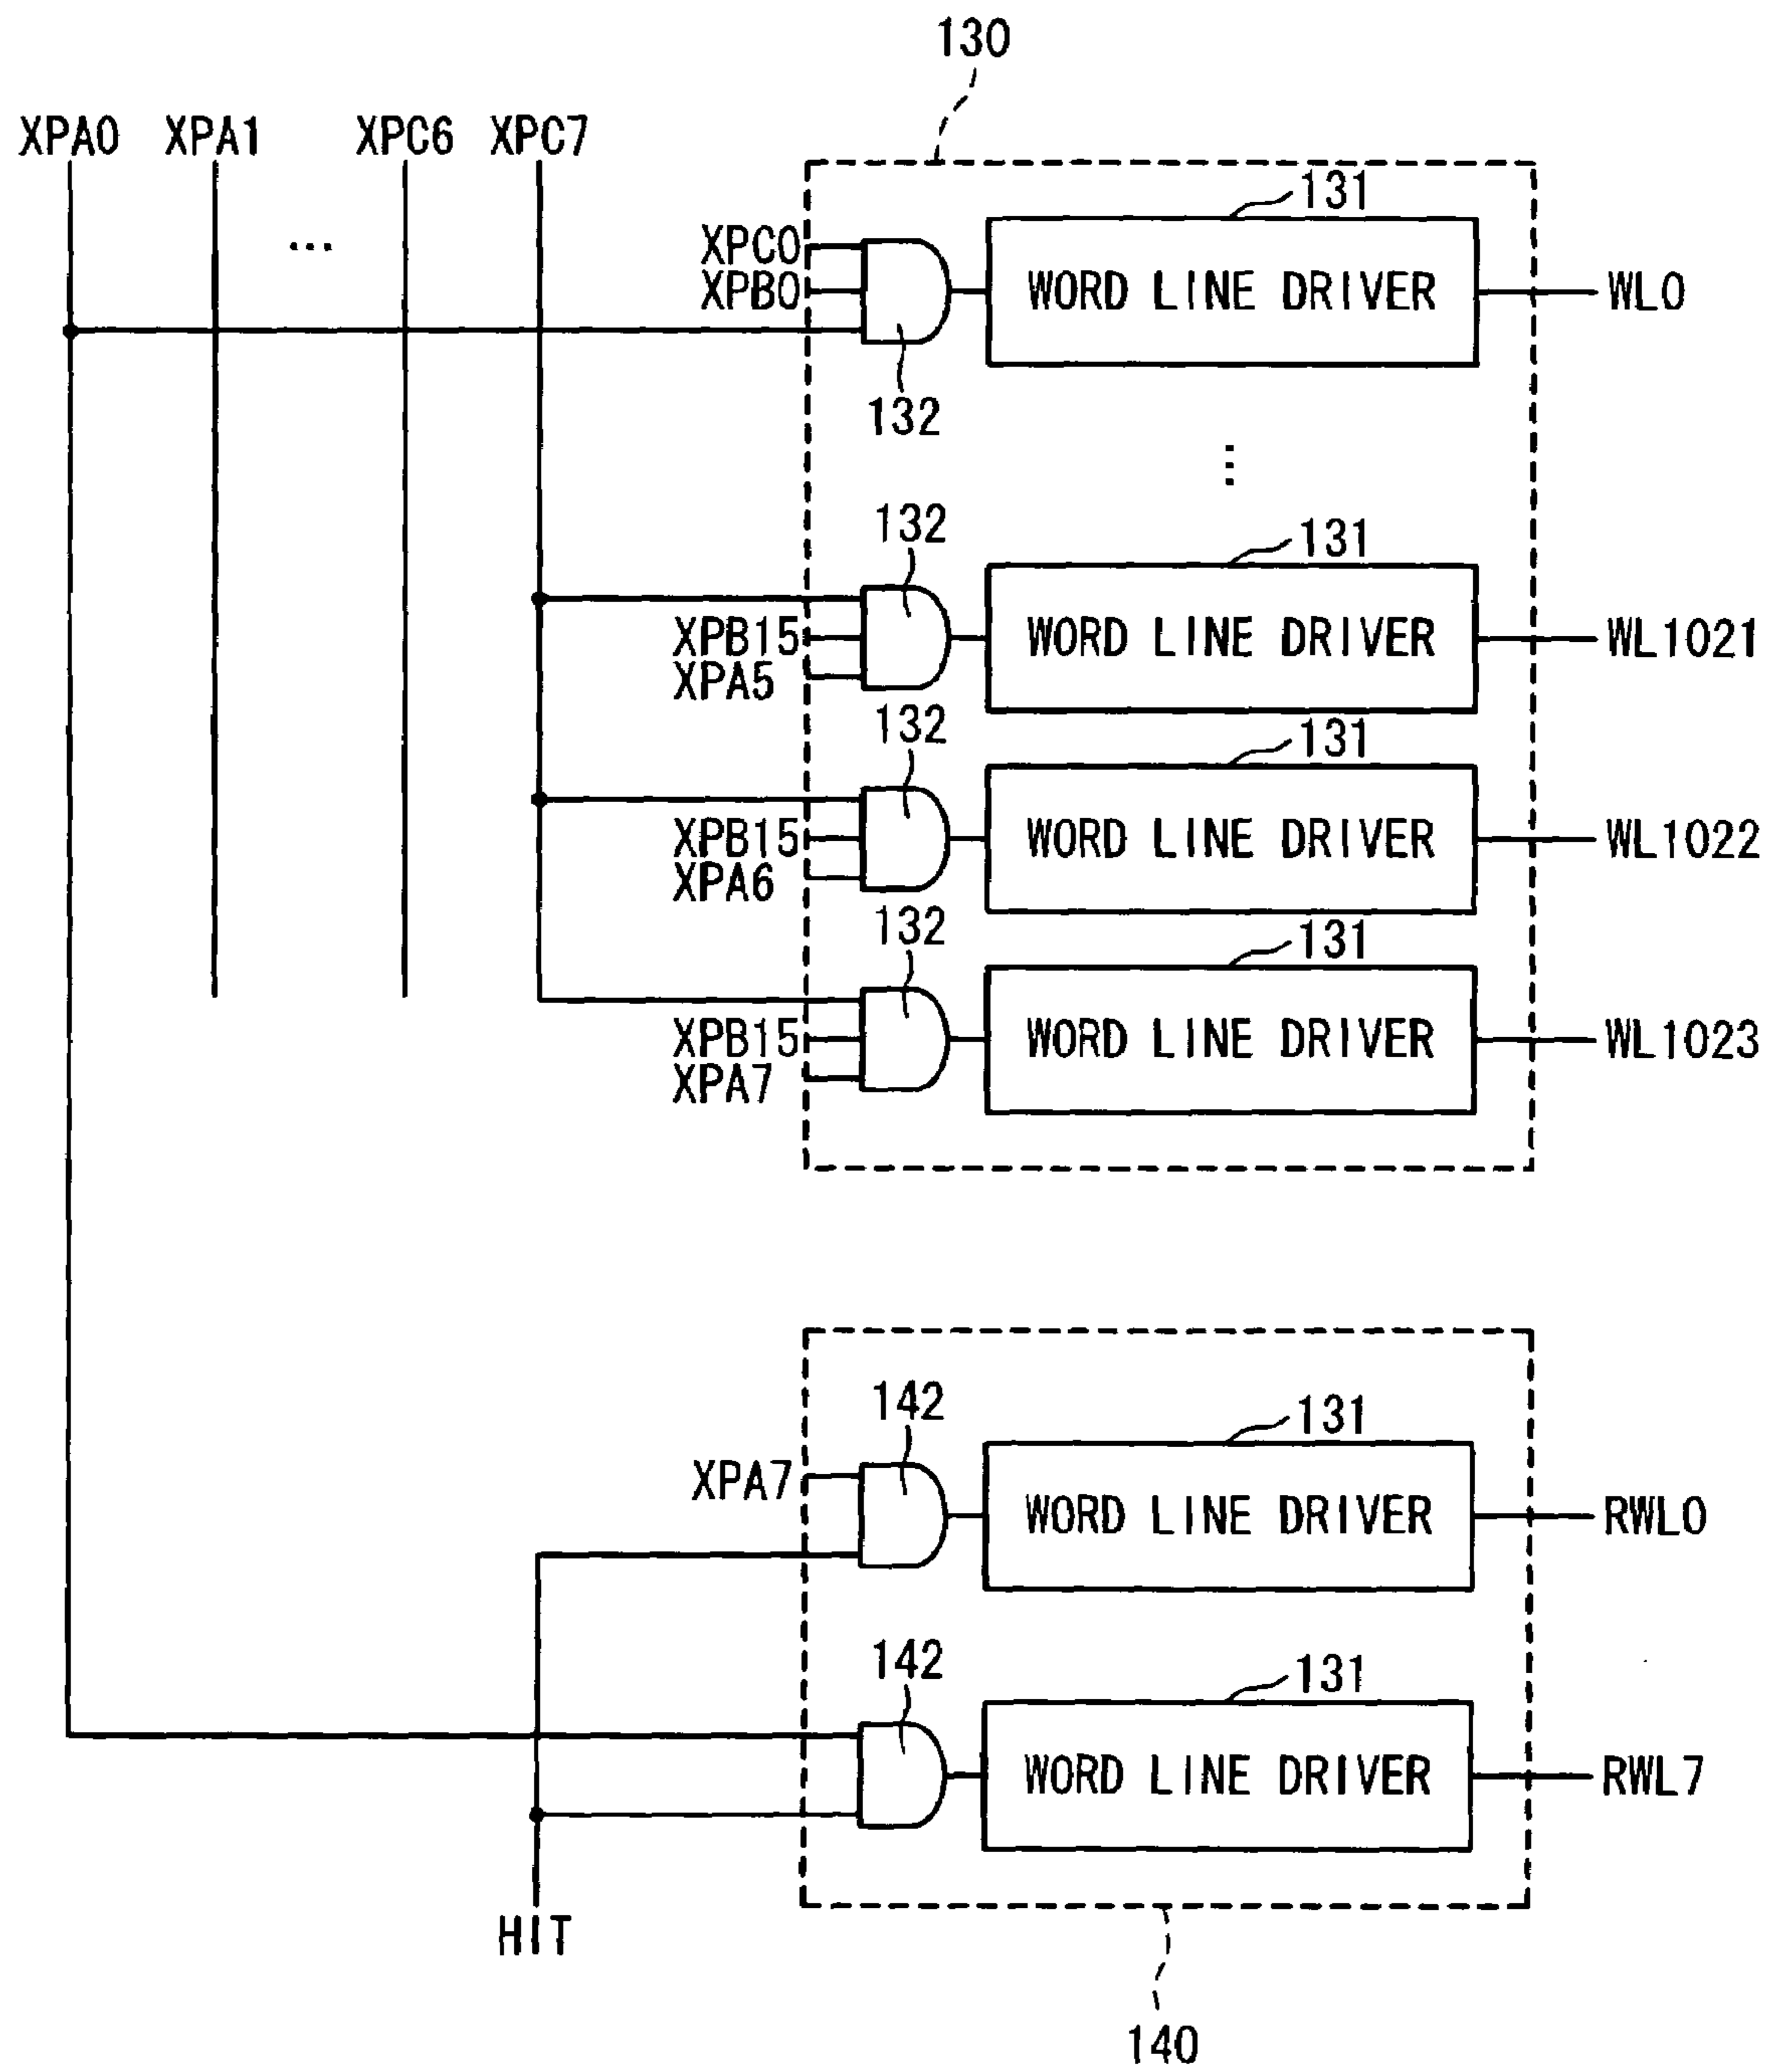 130
XPA0 XPA1 XPC6 XPC7
...
131
XPC0
XPB0
WORD LINE DRIVER
WL0
132
...
132
131
XPB15
XPA5
WORD LINE DRIVER
WL1021
132
131
XPB15
XPA6
WORD LINE DRIVER
WL1022
132
131
XPB15
XPA7
WORD LINE DRIVER
WL1023
142
131
XPA7
WORD LINE DRIVER
RWL0
142
131
WORD LINE DRIVER
RWL7
HIT
140